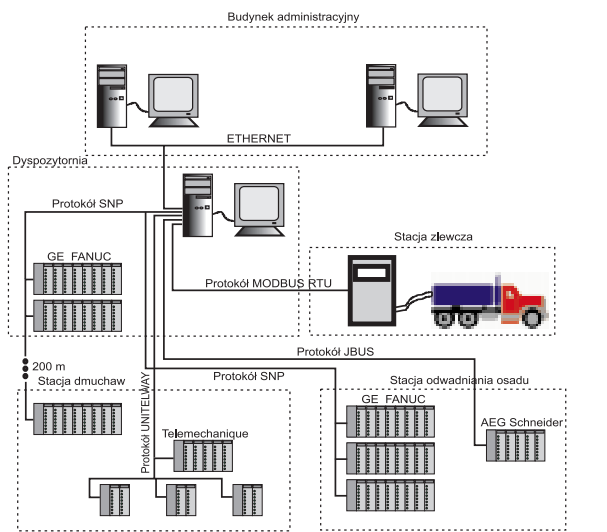 Budynek administracyjny
ETHERNET
Dyspozytornia
Protokół SNP
GE FANUC
Stacja zlewcza
Protokół MODBUS RTU
200 m
Protokół JBUS
Stacja dmuchaw
Protokół SNP
Stacja odwadniania osadu
GE FANUC
AEG Schneider
Protokół UNITELWAY
Telemechanique